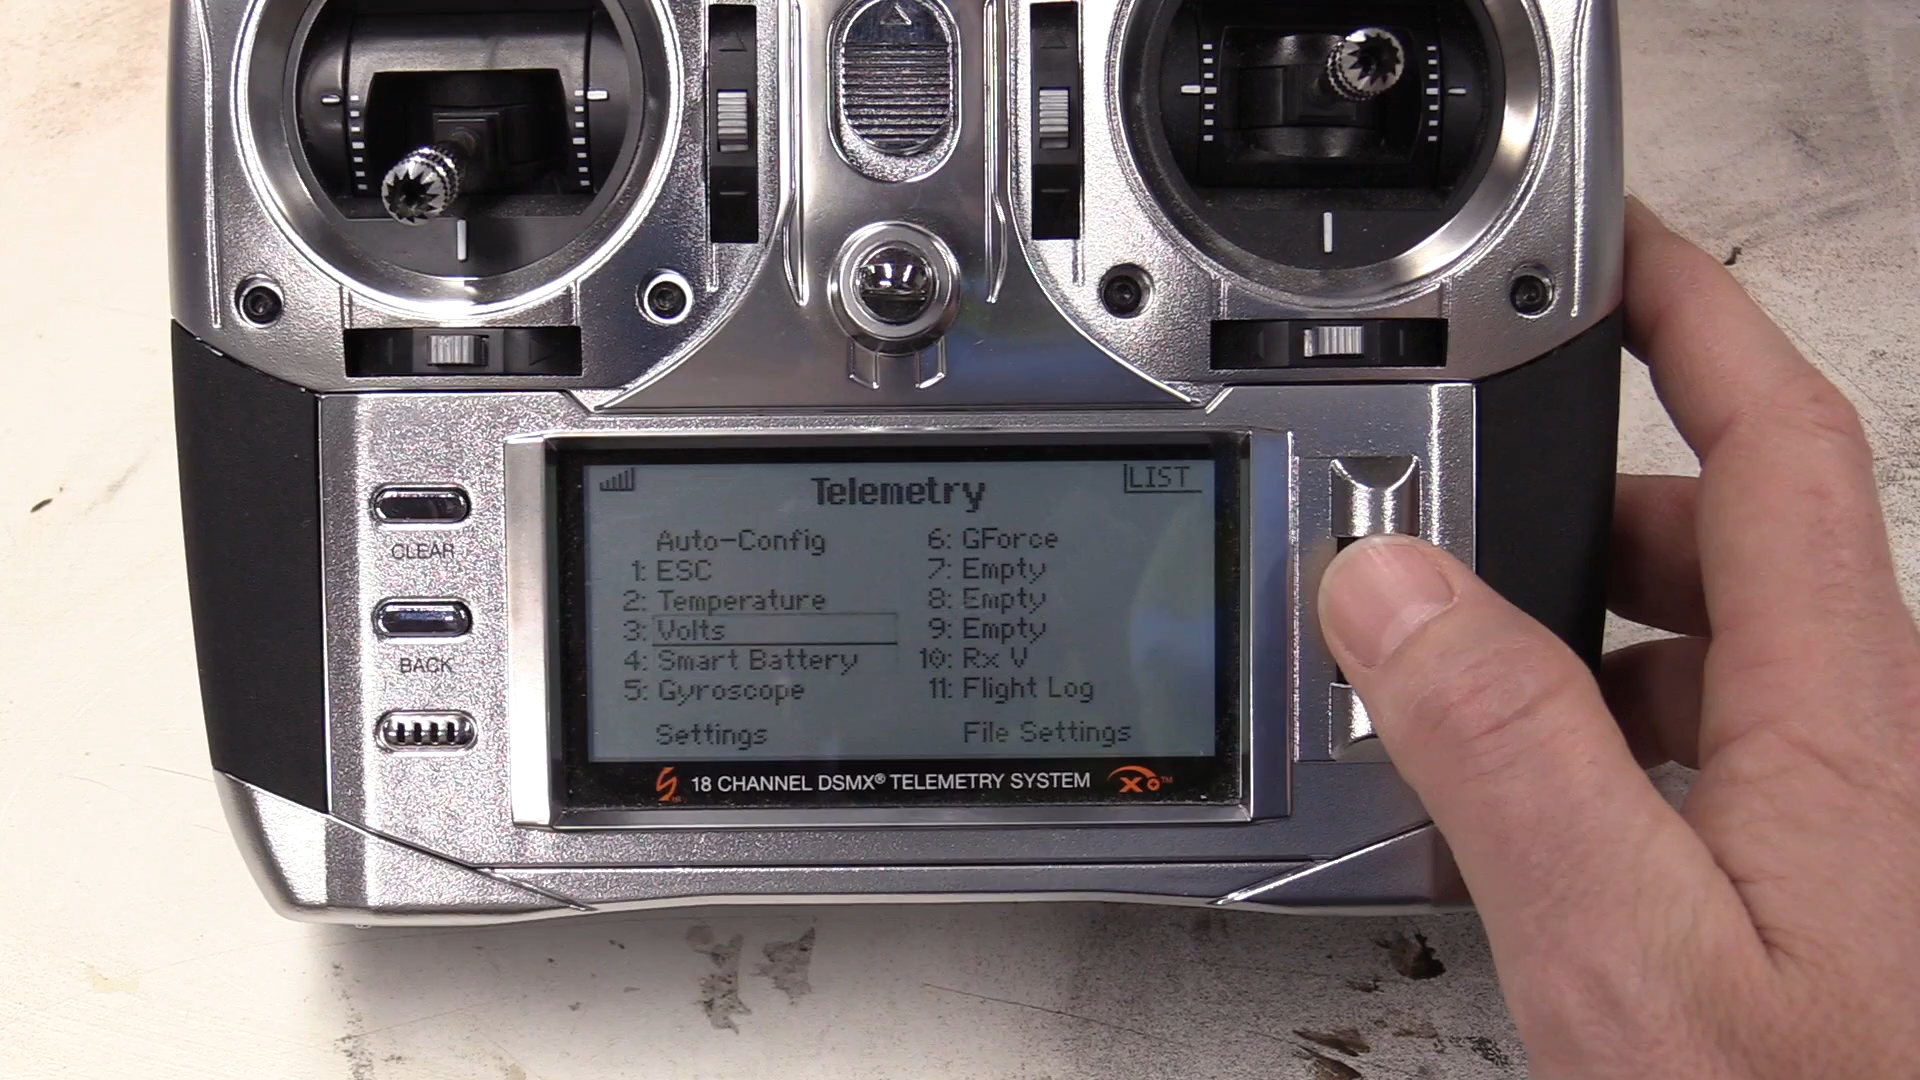 Telemetry
LIST
Auto-Config
1: ESC
2: Temperature
3: Volts
4: Smart Battery
5: Gyroscope
6: GForce
7: Empty
8: Empty
9: Empty
10: Rx V
11: Flight Log
Settings
File Settings
CLEAR
BACK
18 CHANNEL DSMX® TELEMETRY SYSTEM X+™